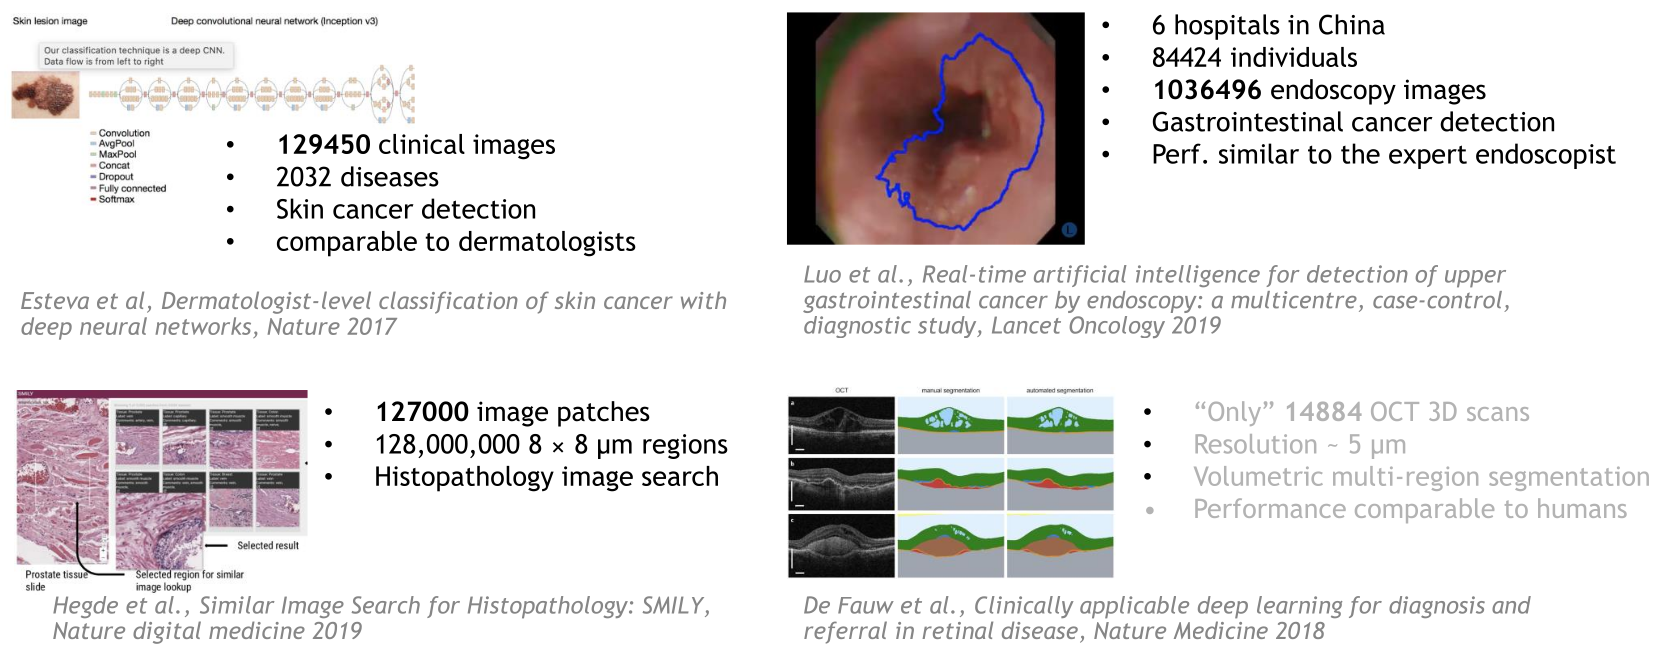 Skin lesion image
Deep convolutional neural network (Inception v3)
Our classification technique is a deep CNN.
Data flow is from left to right
Convolution
AvgPool
MaxPool
Concat
Dropout
Fully connected
Softmax
• 129450 clinical images
• 2032 diseases
• Skin cancer detection
• comparable to dermatologists
Esteva et al, Dermatologist-level classification of skin cancer with
deep neural networks, Nature 2017
L
• 6 hospitals in China
• 84424 individuals
• 1036496 endoscopy images
• Gastrointestinal cancer detection
• Perf. similar to the expert endoscopist
Luo et al., Real-time artificial intelligence for detection of upper
gastrointestinal cancer by endoscopy: a multicentre, case-control,
diagnostic study, Lancet Oncology 2019
SMILY
Selected result
Prostate tissue
slide
Selected region for similar
image lookup
• 127000 image patches
• 128,000,000 8 × 8 μm regions
• Histopathology image search
Hegde et al., Similar Image Search for Histopathology: SMILY,
Nature digital medicine 2019
OCT
manual segmentation
automated segmentation
a
b
c
• “Only” 14884 OCT 3D scans
• Resolution ~ 5 μm
• Volumetric multi-region segmentation
• Performance comparable to humans
De Fauw et al., Clinically applicable deep learning for diagnosis and
referral in retinal disease, Nature Medicine 2018